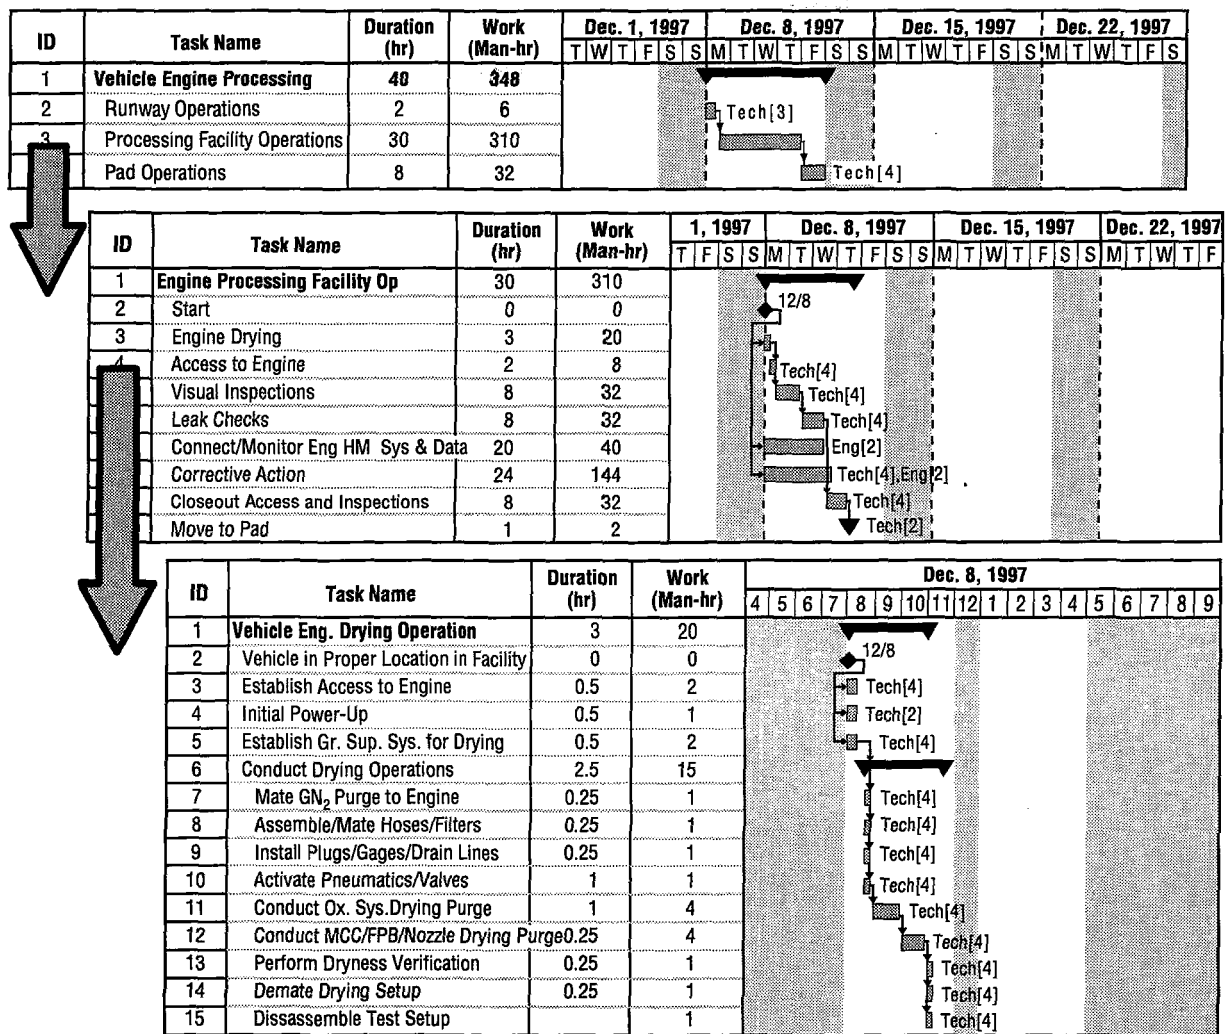 ID Task Name Duration (hr) Work (Man-hr) Dec. 1, 1997 Dec. 8, 1997 Dec. 15, 1997 Dec. 22, 1997
T W T F S S M T W T F S S M T W T F S S M T W T F S
1 Vehicle Engine Processing 40 348
2 Runway Operations 2 6 Tech[3]
3 Processing Facility Operations 30 310
Pad Operations 8 32 Tech[4]
ID Task Name Duration (hr) Work (Man-hr) 1, 1997 Dec. 8, 1997 Dec. 15, 1997 Dec. 22, 1997
T F S S M T W T F S S M T W T F S S M T W T F
1 Engine Processing Facility Op 30 310
2 Start 0 0 12/8
3 Engine Drying 3 20
4 Access to Engine 2 8 Tech[4]
Visual Inspections 8 32 Tech[4]
Leak Checks 8 32 Tech[4]
Connect/Monitor Eng HM Sys & Data 20 40 Eng[2]
Corrective Action 24 144 Tech[4],Eng[2]
Closeout Access and Inspections 8 32 Tech[4]
Move to Pad 1 2 Tech[2]
ID Task Name Duration (hr) Work (Man-hr) Dec. 8, 1997
4 5 6 7 8 9 10 11 12 1 2 3 4 5 6 7 8 9
1 Vehicle Eng. Drying Operation 3 20
2 Vehicle in Proper Location in Facility 0 0 12/8
3 Establish Access to Engine 0.5 2 Tech[4]
4 Initial Power-Up 0.5 1 Tech[2]
5 Establish Gr. Sup. Sys. for Drying 0.5 2 Tech[4]
6 Conduct Drying Operations 2.5 15
7 Mate GN₂ Purge to Engine 0.25 1 Tech[4]
8 Assemble/Mate Hoses/Filters 0.25 1 Tech[4]
9 Install Plugs/Gages/Drain Lines 0.25 1 Tech[4]
10 Activate Pneumatics/Valves 1 1 Tech[4]
11 Conduct Ox. Sys.Drying Purge 1 4 Tech[4]
12 Conduct MCC/FPB/Nozzle Drying Purge 0.25 4 Tech[4]
13 Perform Dryness Verification 0.25 1 Tech[4]
14 Demate Drying Setup 0.25 1 Tech[4]
15 Dissassemble Test Setup 1 Tech[4]